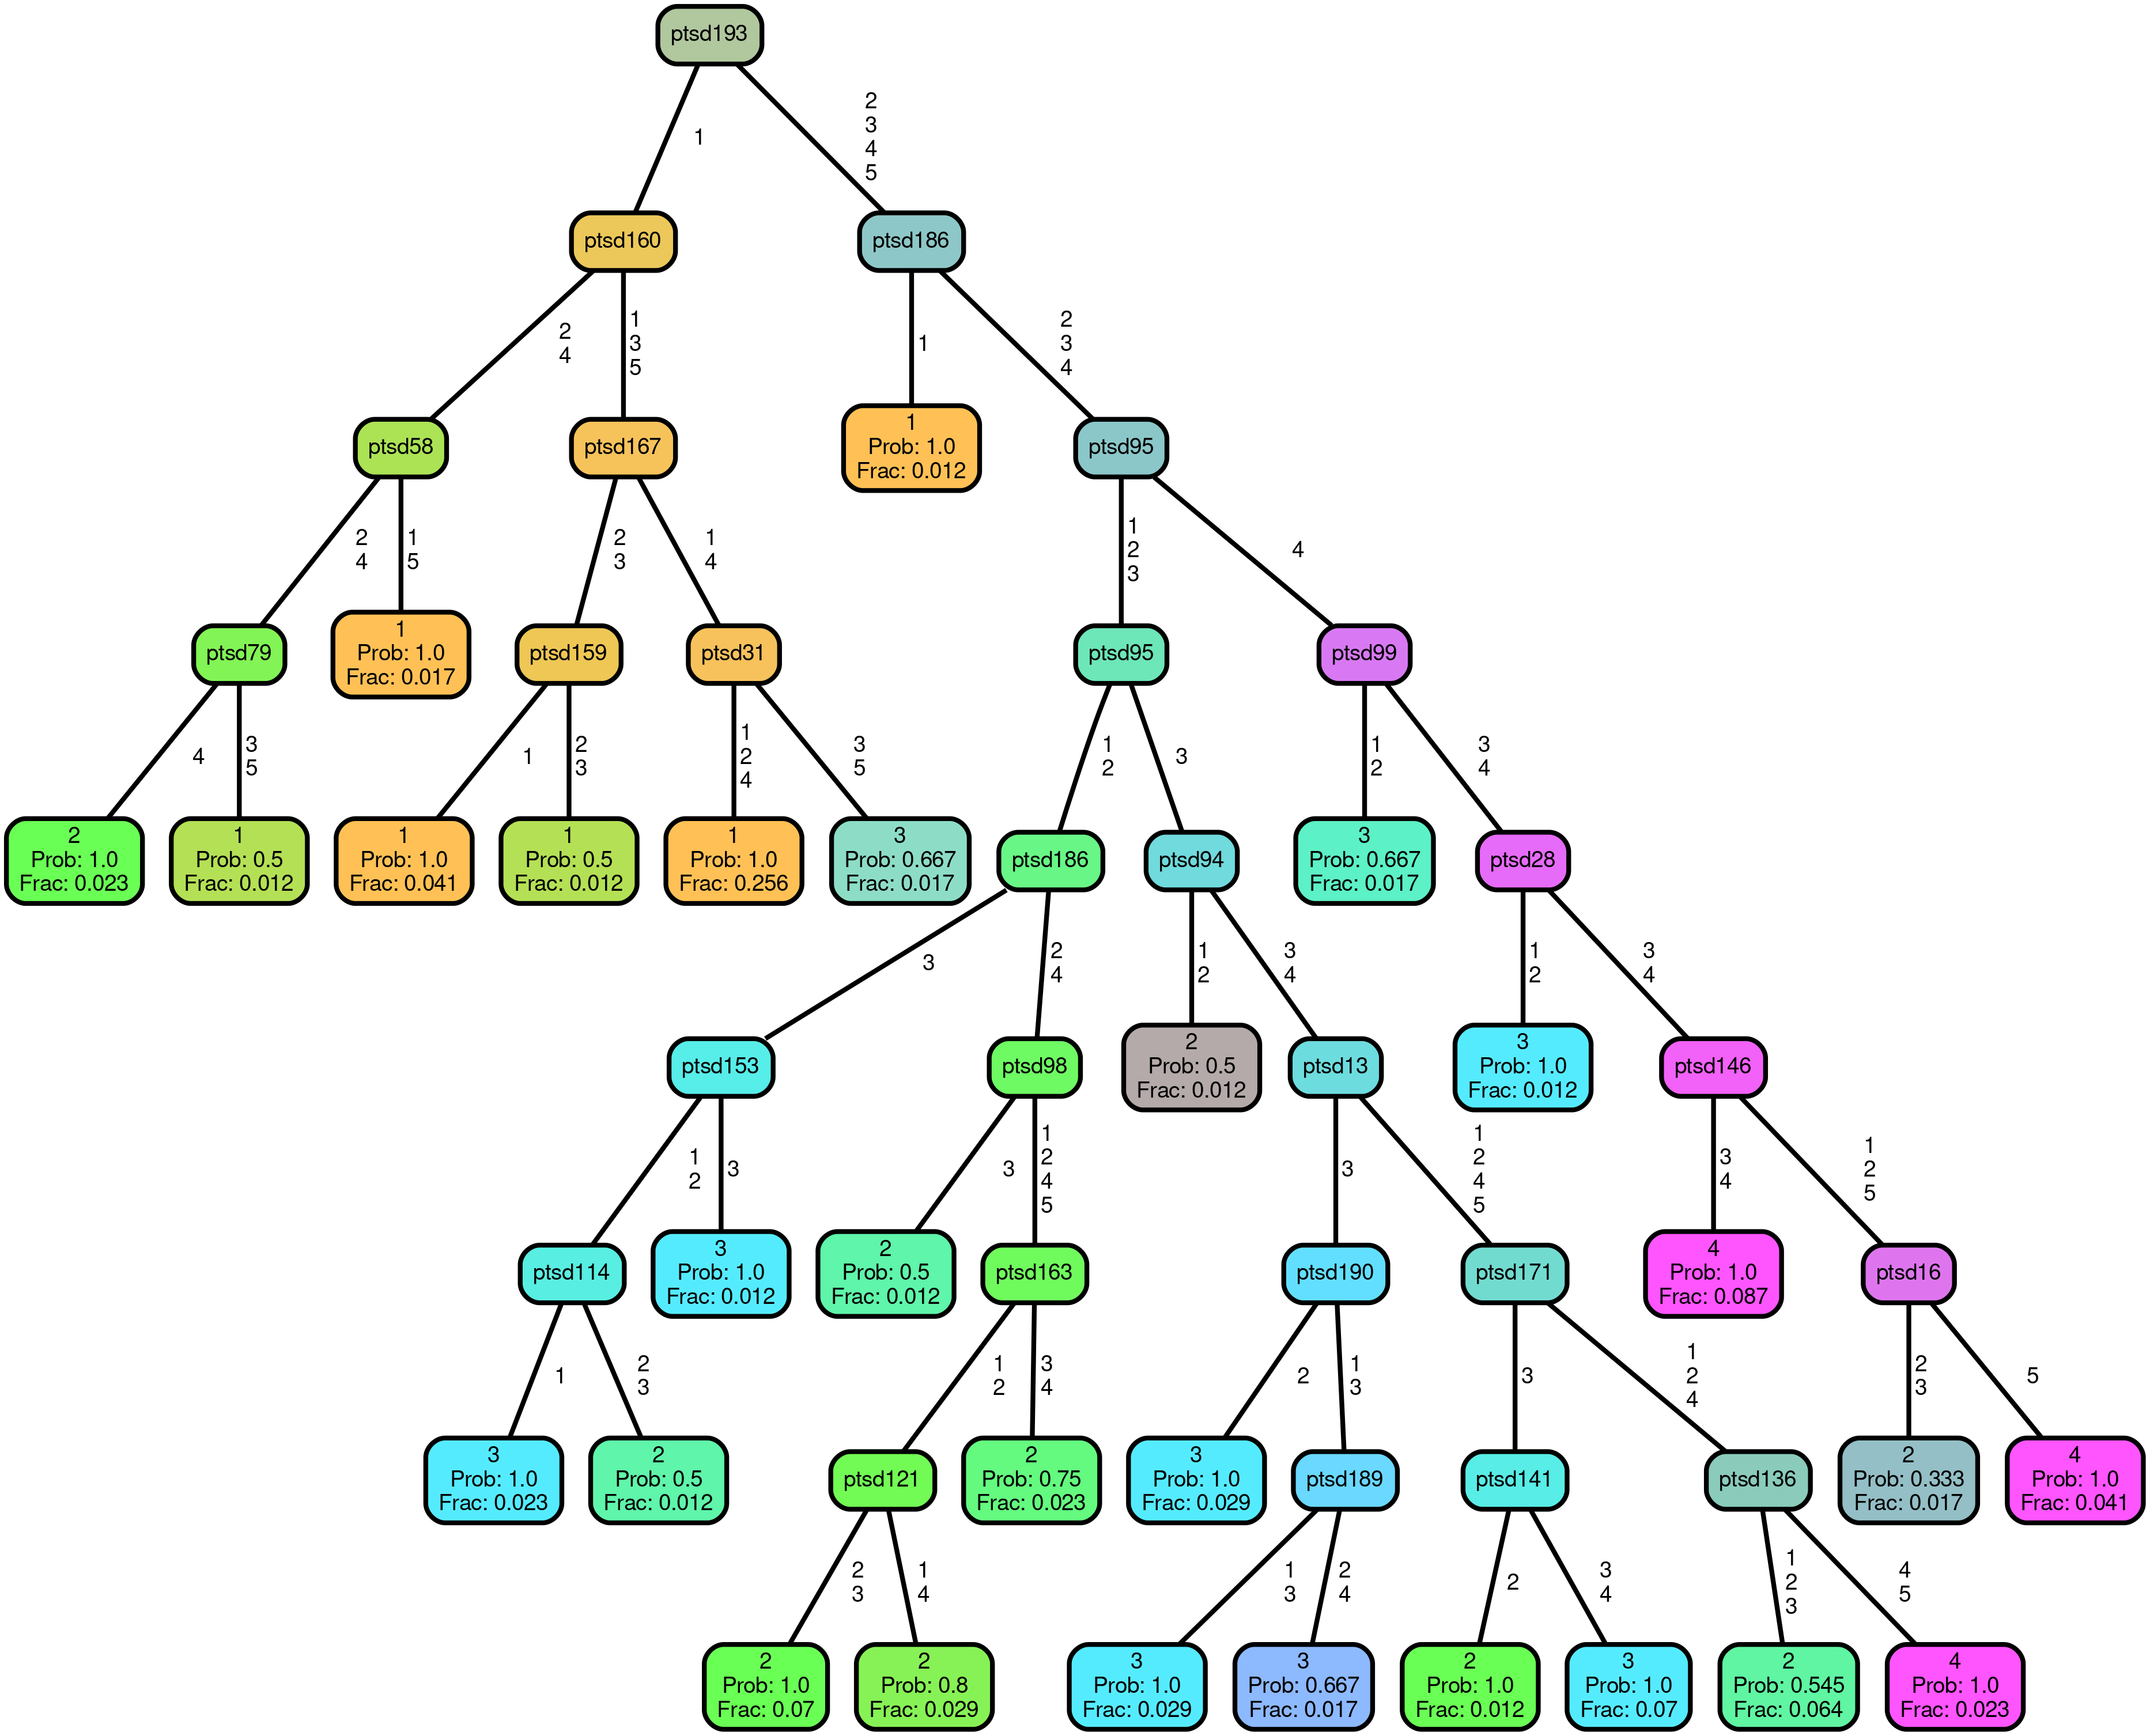 ptsd193
1
2
3
4
5
ptsd160
ptsd186
2
4
1
3
5
1
2
3
4
ptsd58
ptsd167
1
Prob: 1.0
Frac: 0.012
ptsd95
2
4
1
5
2
3
1
4
1
2
3
4
ptsd79
1
Prob: 1.0
Frac: 0.017
ptsd159
ptsd31
ptsd95
ptsd99
4
3
5
1
2
3
1
2
4
3
5
1
2
3
1
2
3
4
2
Prob: 1.0
Frac: 0.023
1
Prob: 0.5
Frac: 0.012
1
Prob: 1.0
Frac: 0.041
1
Prob: 0.5
Frac: 0.012
1
Prob: 1.0
Frac: 0.256
3
Prob: 0.667
Frac: 0.017
ptsd186
ptsd94
3
Prob: 0.667
Frac: 0.017
ptsd28
3
2
4
1
2
3
4
1
2
3
4
ptsd153
ptsd98
2
Prob: 0.5
Frac: 0.012
ptsd13
3
Prob: 1.0
Frac: 0.012
ptsd146
1
2
3
3
1
2
4
5
3
1
2
4
5
3
4
1
2
5
ptsd114
3
Prob: 1.0
Frac: 0.012
2
Prob: 0.5
Frac: 0.012
ptsd163
ptsd190
ptsd171
4
Prob: 1.0
Frac: 0.087
ptsd16
1
2
3
1
2
3
4
2
1
3
3
1
2
4
2
3
5
3
Prob: 1.0
Frac: 0.023
2
Prob: 0.5
Frac: 0.012
ptsd121
2
Prob: 0.75
Frac: 0.023
3
Prob: 1.0
Frac: 0.029
ptsd189
ptsd141
ptsd136
2
Prob: 0.333
Frac: 0.017
4
Prob: 1.0
Frac: 0.041
2
3
1
4
1
3
2
4
2
3
4
1
2
3
4
5
2
Prob: 1.0
Frac: 0.07
2
Prob: 0.8
Frac: 0.029
3
Prob: 1.0
Frac: 0.029
3
Prob: 0.667
Frac: 0.017
2
Prob: 1.0
Frac: 0.012
3
Prob: 1.0
Frac: 0.07
2
Prob: 0.545
Frac: 0.064
4
Prob: 1.0
Frac: 0.023